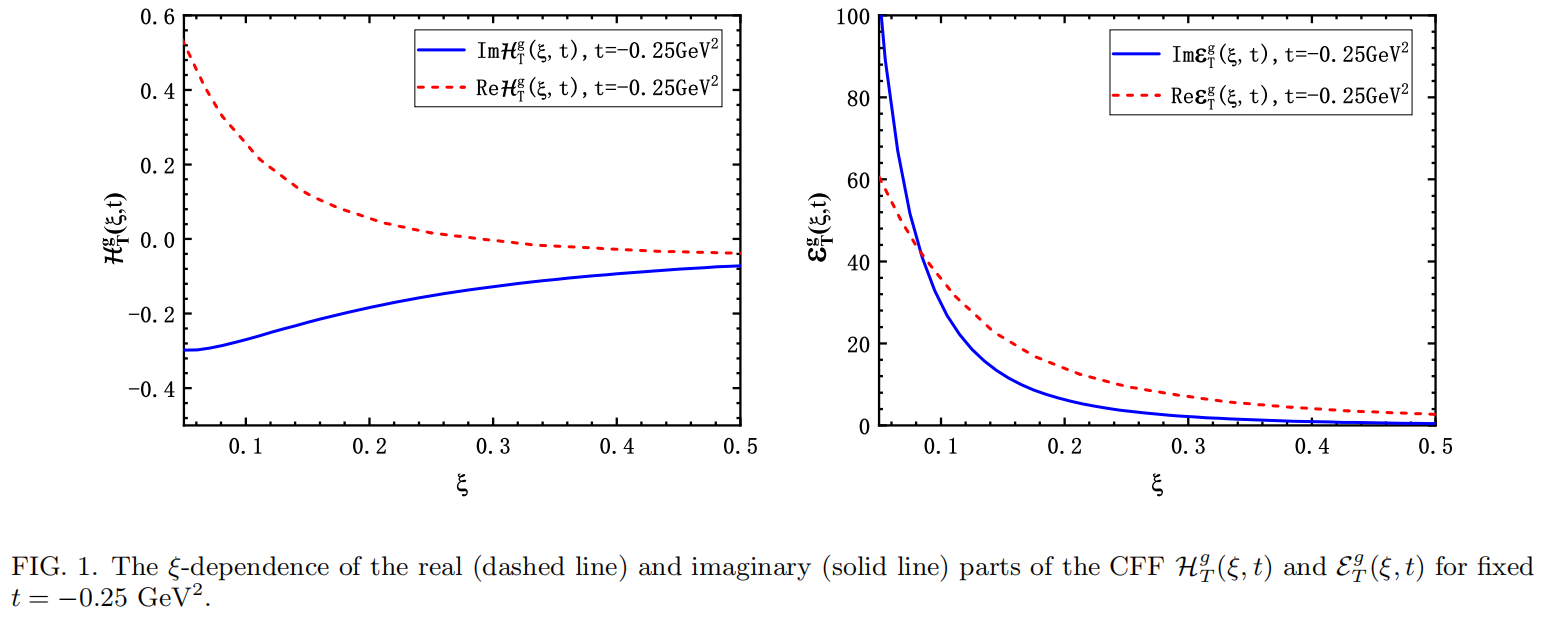 0.6
0.4
0.2
0.0
-0.2
-0.4
0.1 0.2 0.3 0.4 0.5
ξ
ℋ_T^g(ξ,t)
Imℋ_T^g(ξ,t), t=-0.25GeV²
Reℋ_T^g(ξ,t), t=-0.25GeV²
100
80
60
40
20
0
0.1 0.2 0.3 0.4 0.5
ξ
ℰ_T^g(ξ,t)
Imℰ_T^g(ξ,t), t=-0.25GeV²
Reℰ_T^g(ξ,t), t=-0.25GeV²
FIG. 1. The ξ-dependence of the real (dashed line) and imaginary (solid line) parts of the CFF ℋ_T^g(ξ, t) and ℰ_T^g(ξ, t) for fixed
t = −0.25 GeV².